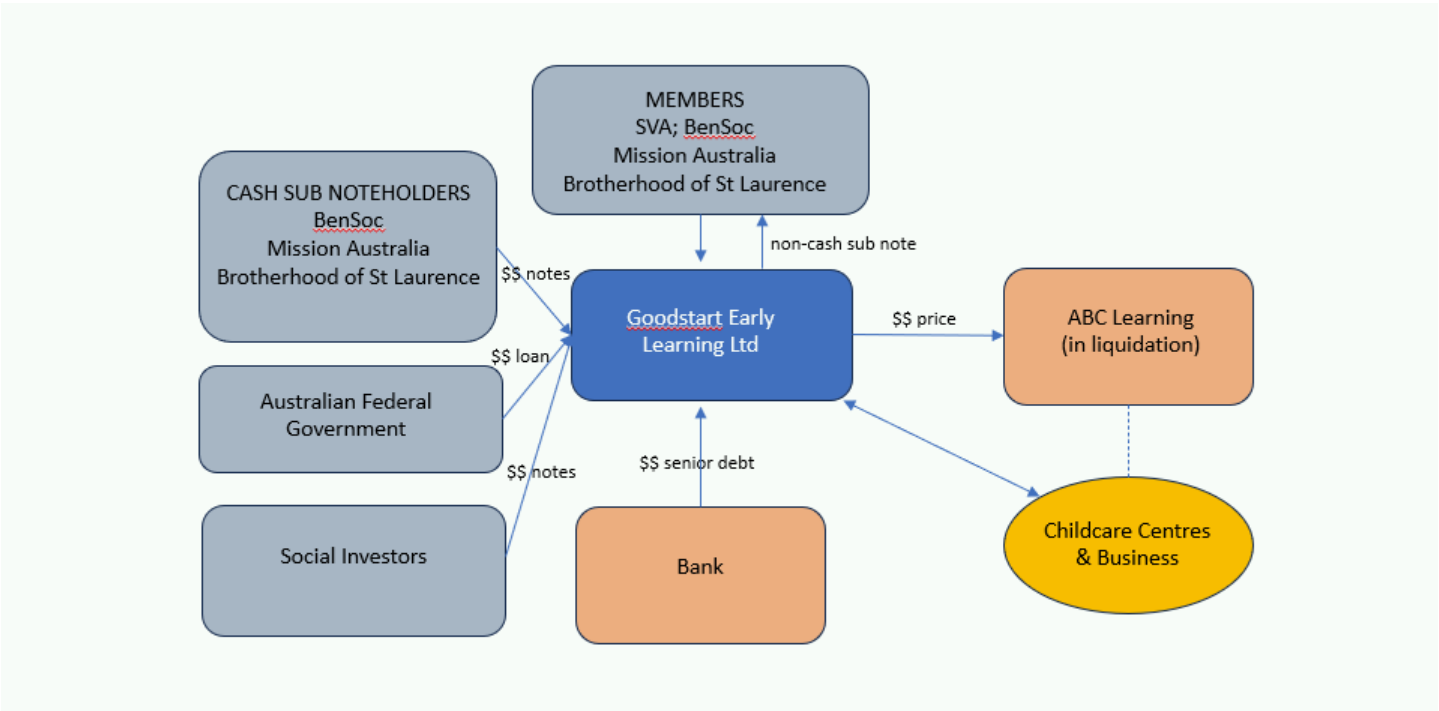 MEMBERS
SVA; BenSoc
Mission Australia
Brotherhood of St Laurence
CASH SUB NOTEHOLDERS
BenSoc
Mission Australia
Brotherhood of St Laurence
non-cash sub note
$$ notes
Goodstart Early
Learning Ltd
$$ price
ABC Learning
(in liquidation)
$$ loan
Australian Federal
Government
$$ notes
$$ senior debt
Social Investors
Bank
Childcare Centres
& Business